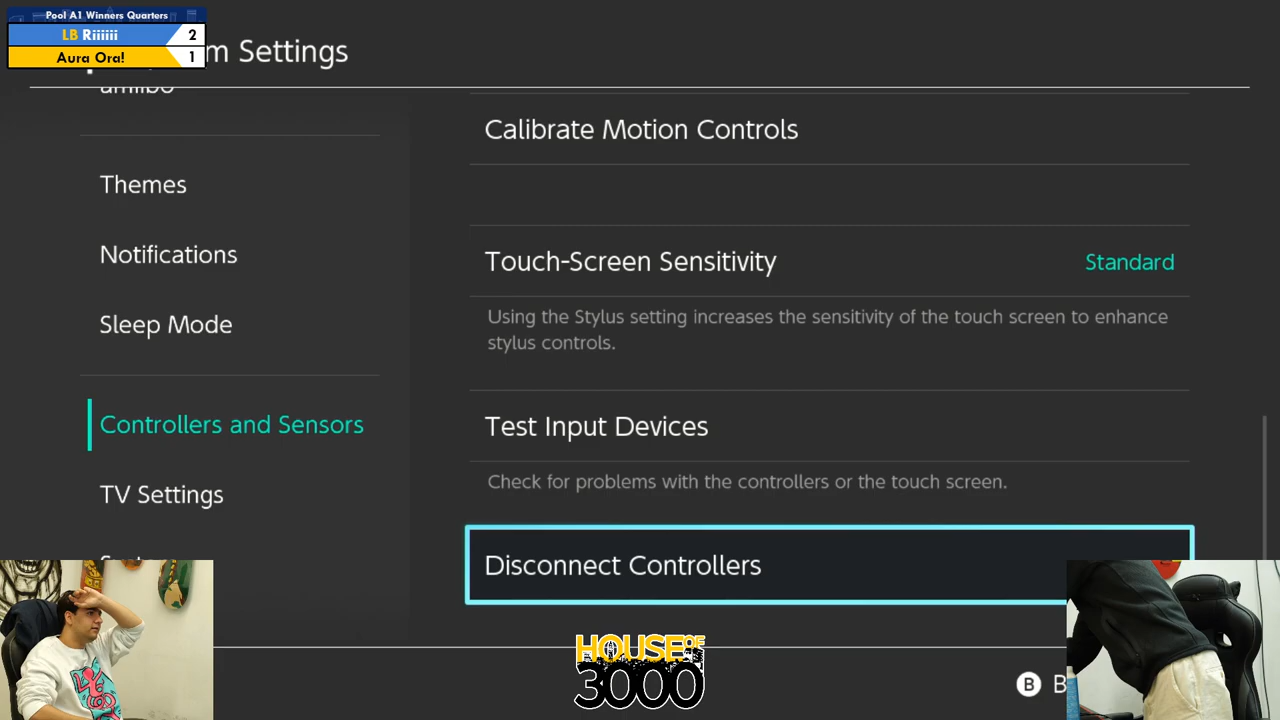 Pool A1 Winners Quarters
LB Riiiiii 2
Aura Ora! 1
m Settings
amiibo
Themes
Notifications
Sleep Mode
Controllers and Sensors
TV Settings
Calibrate Motion Controls
Touch-Screen Sensitivity Standard
Using the Stylus setting increases the sensitivity of the touch screen to enhance
stylus controls.
Test Input Devices
Check for problems with the controllers or the touch screen.
Disconnect Controllers
HOUSE OF
3000
B B